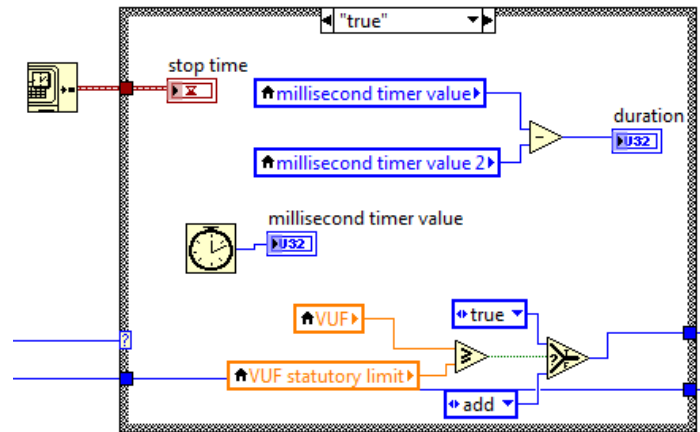 "true"
stop time
millisecond timer value
duration
U32
millisecond timer value 2
millisecond timer value
U32
VUF
true
?
VUF statutory limit
?
T
F
add